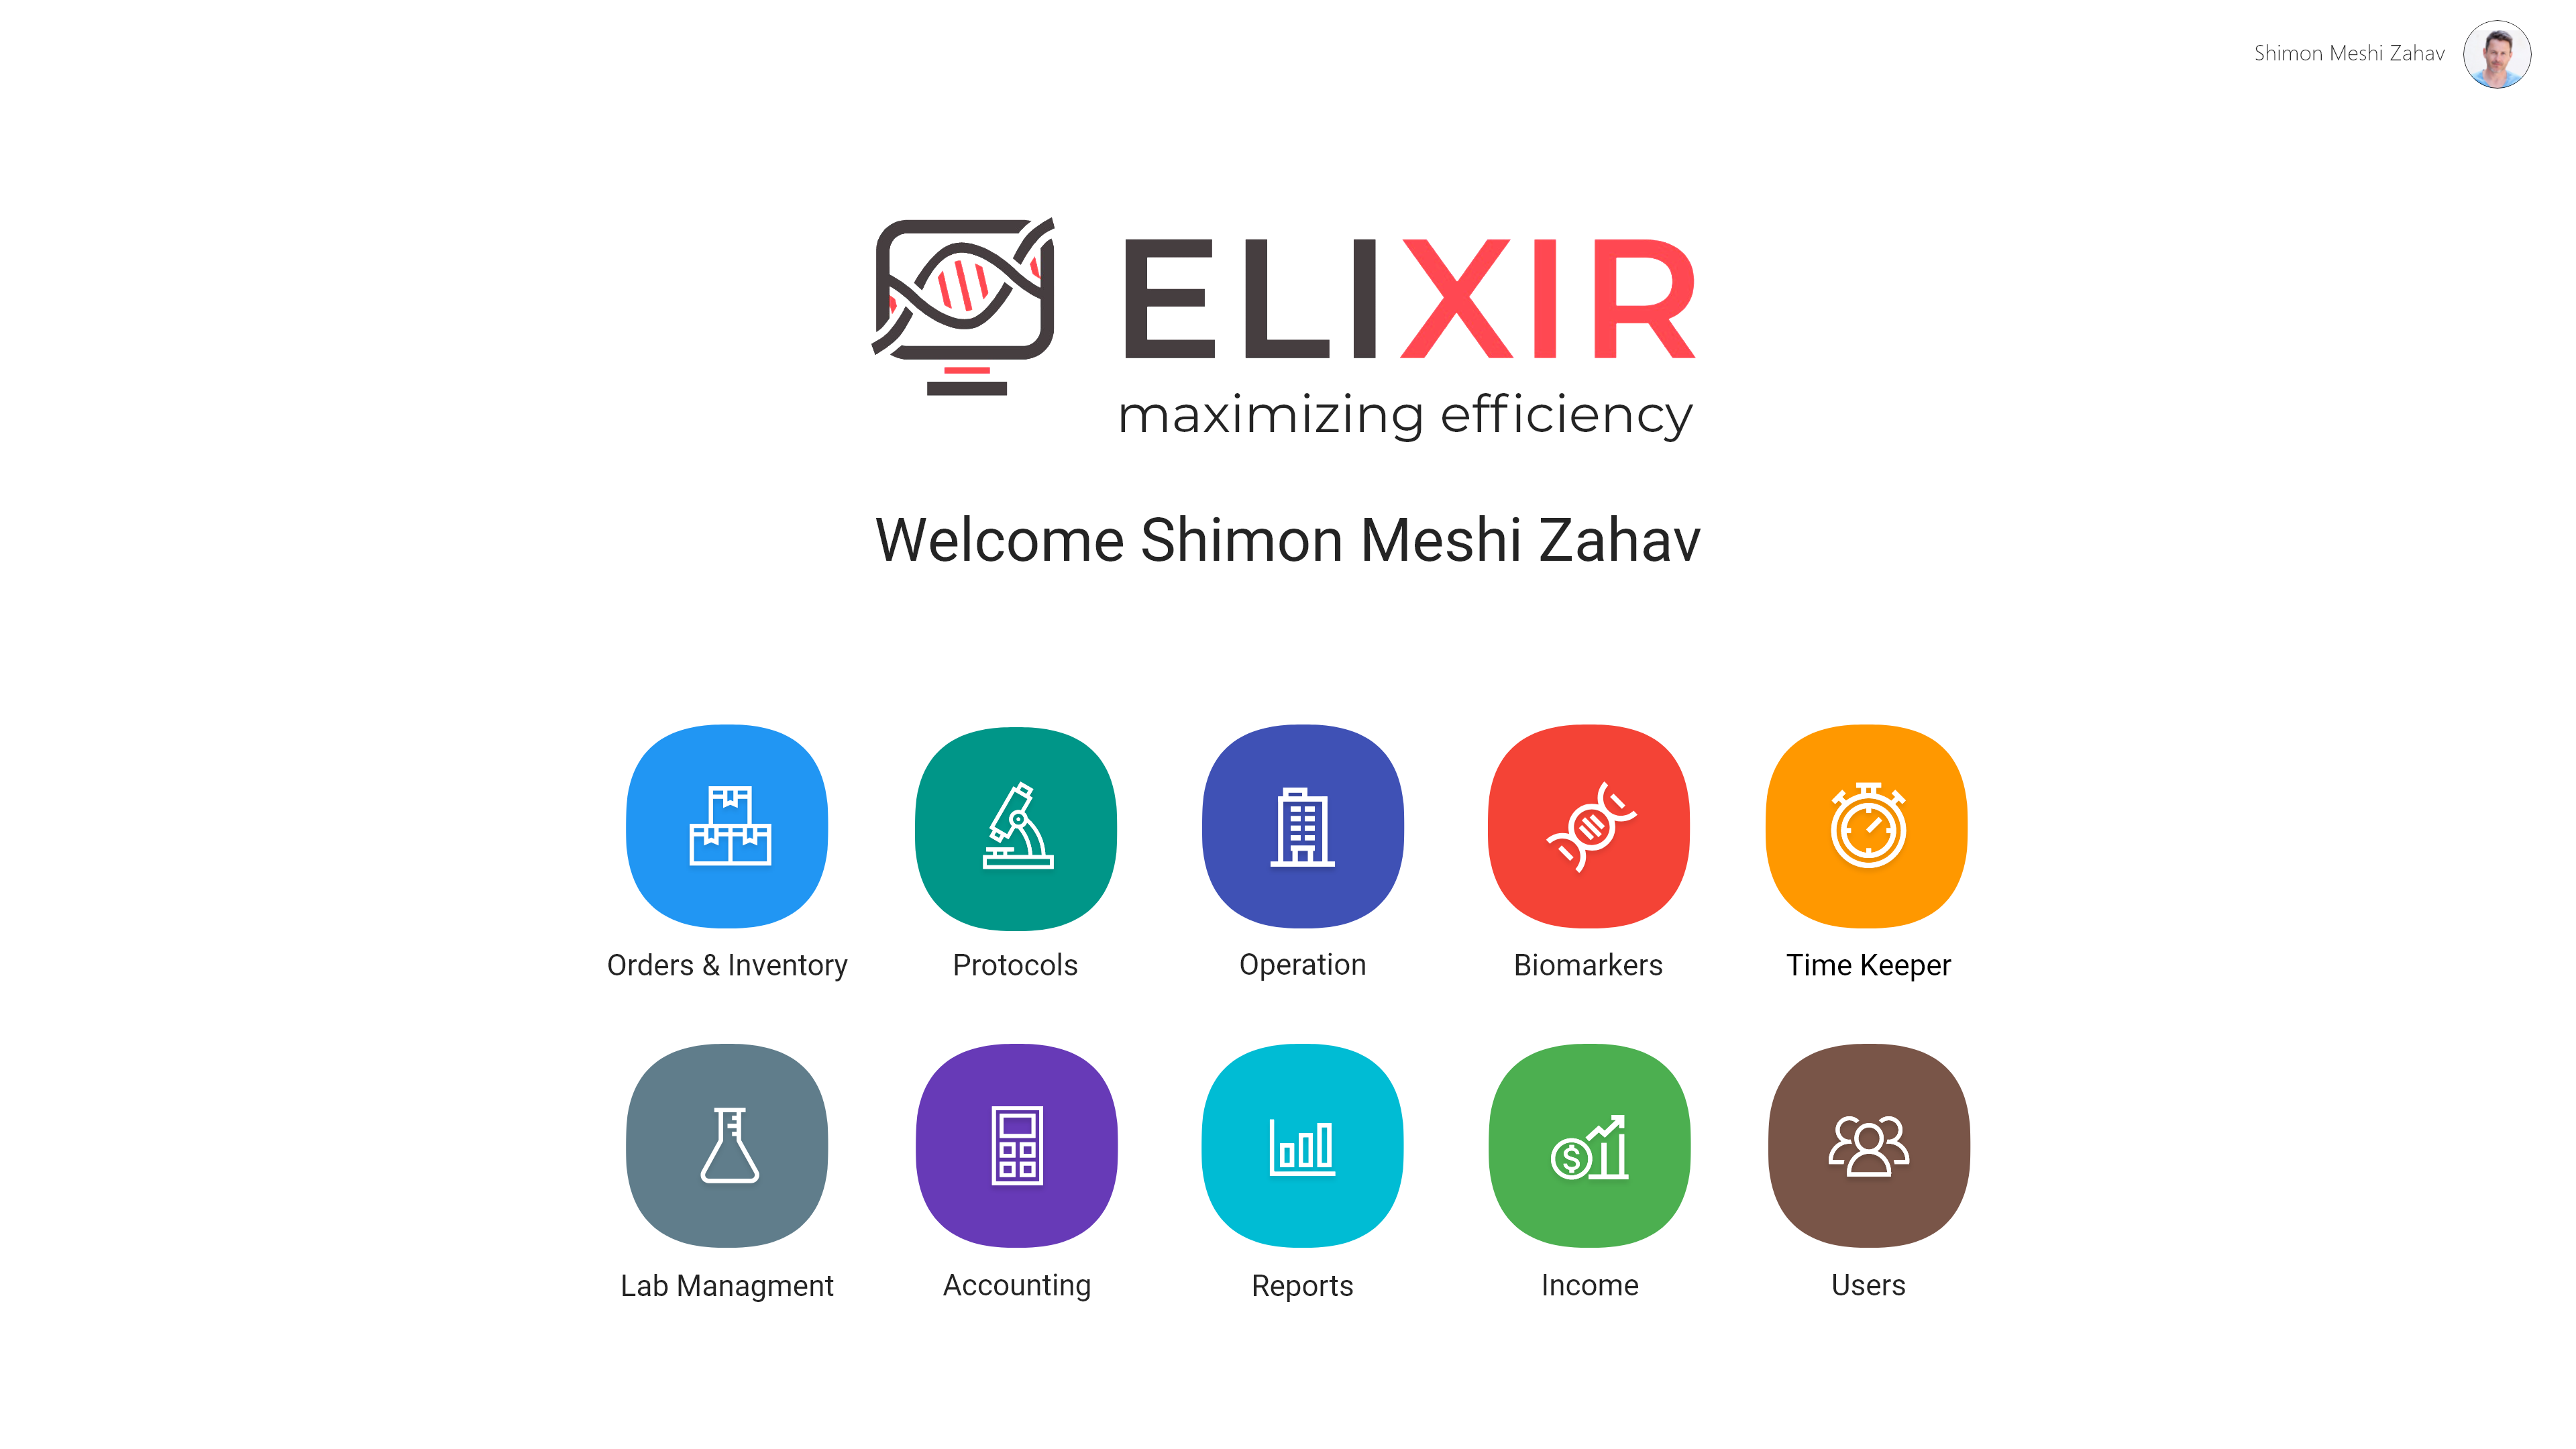 Shimon Meshi Zahav
ELIXIR
maximizing efficiency
Welcome Shimon Meshi Zahav
Orders & Inventory
Protocols
Operation
Biomarkers
Time Keeper
Lab Managment
Accounting
Reports
Income
Users